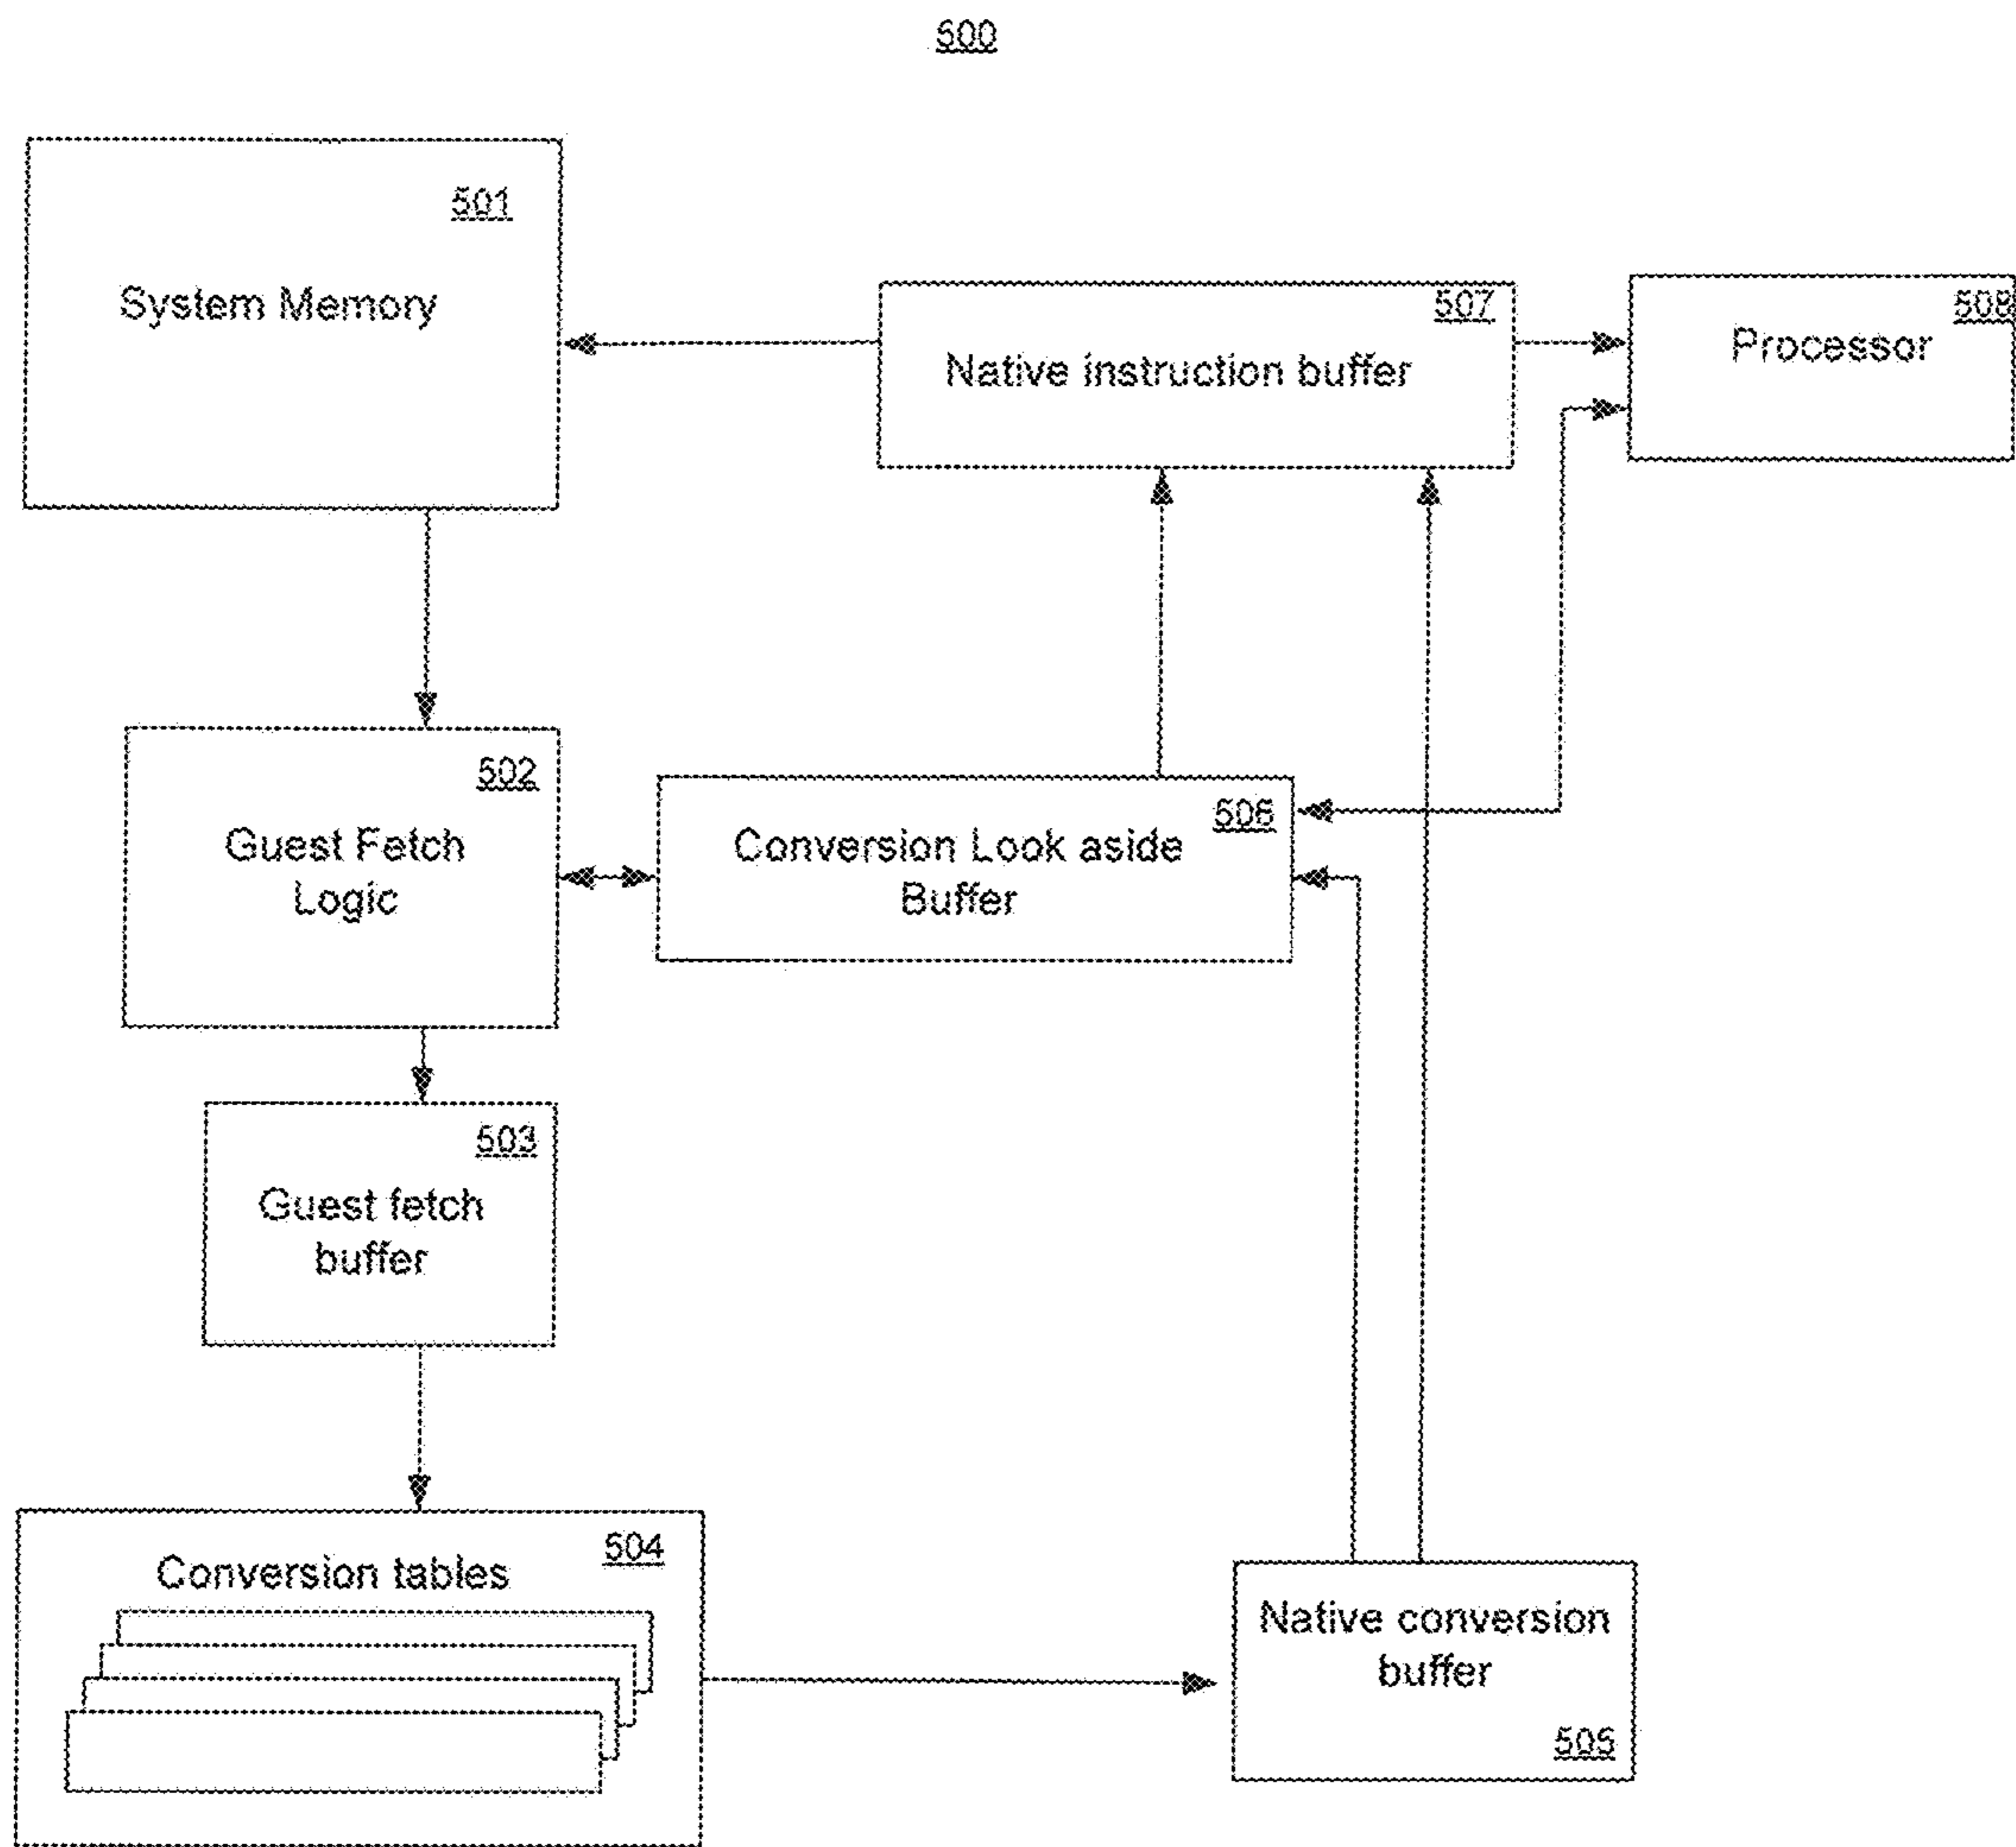 500
501
System Memory
507
Native instruction buffer
508
Processor
502
Guest Fetch
Logic
506
Conversion Look aside
Buffer
503
Guest fetch
buffer
504
Conversion tables
Native conversion
buffer
505